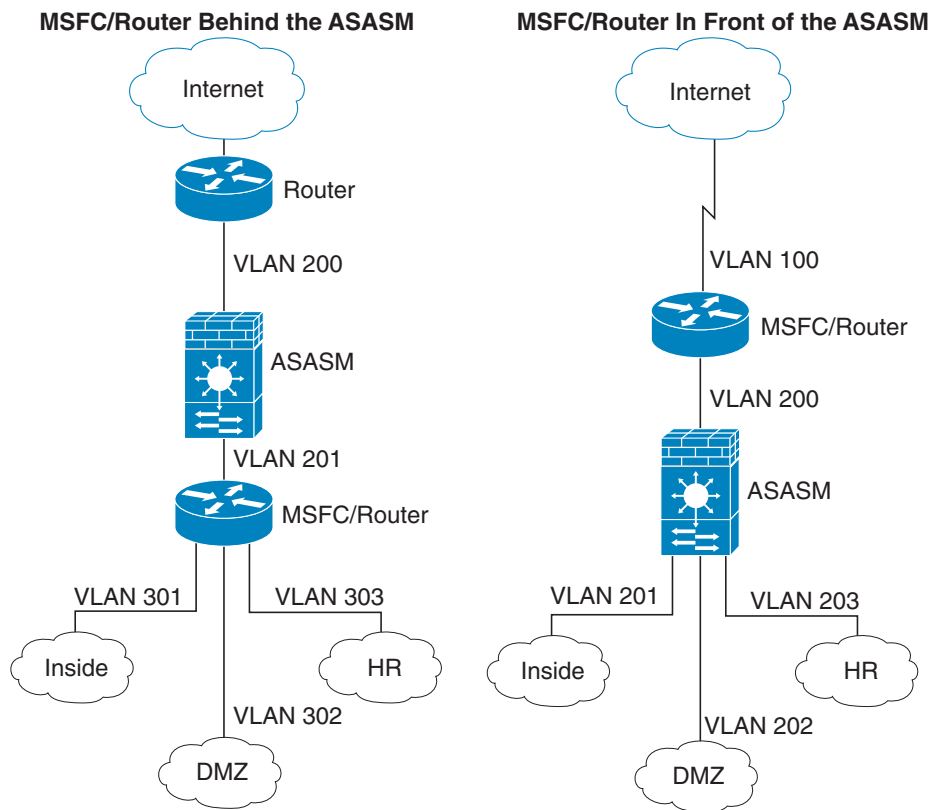 MSFC/Router Behind the ASASM
Internet
Router
VLAN 200
ASASM
VLAN 201
MSFC/Router
VLAN 301
VLAN 303
Inside
HR
VLAN 302
DMZ
MSFC/Router In Front of the ASASM
Internet
VLAN 100
MSFC/Router
VLAN 200
ASASM
VLAN 201
VLAN 203
Inside
HR
VLAN 202
DMZ